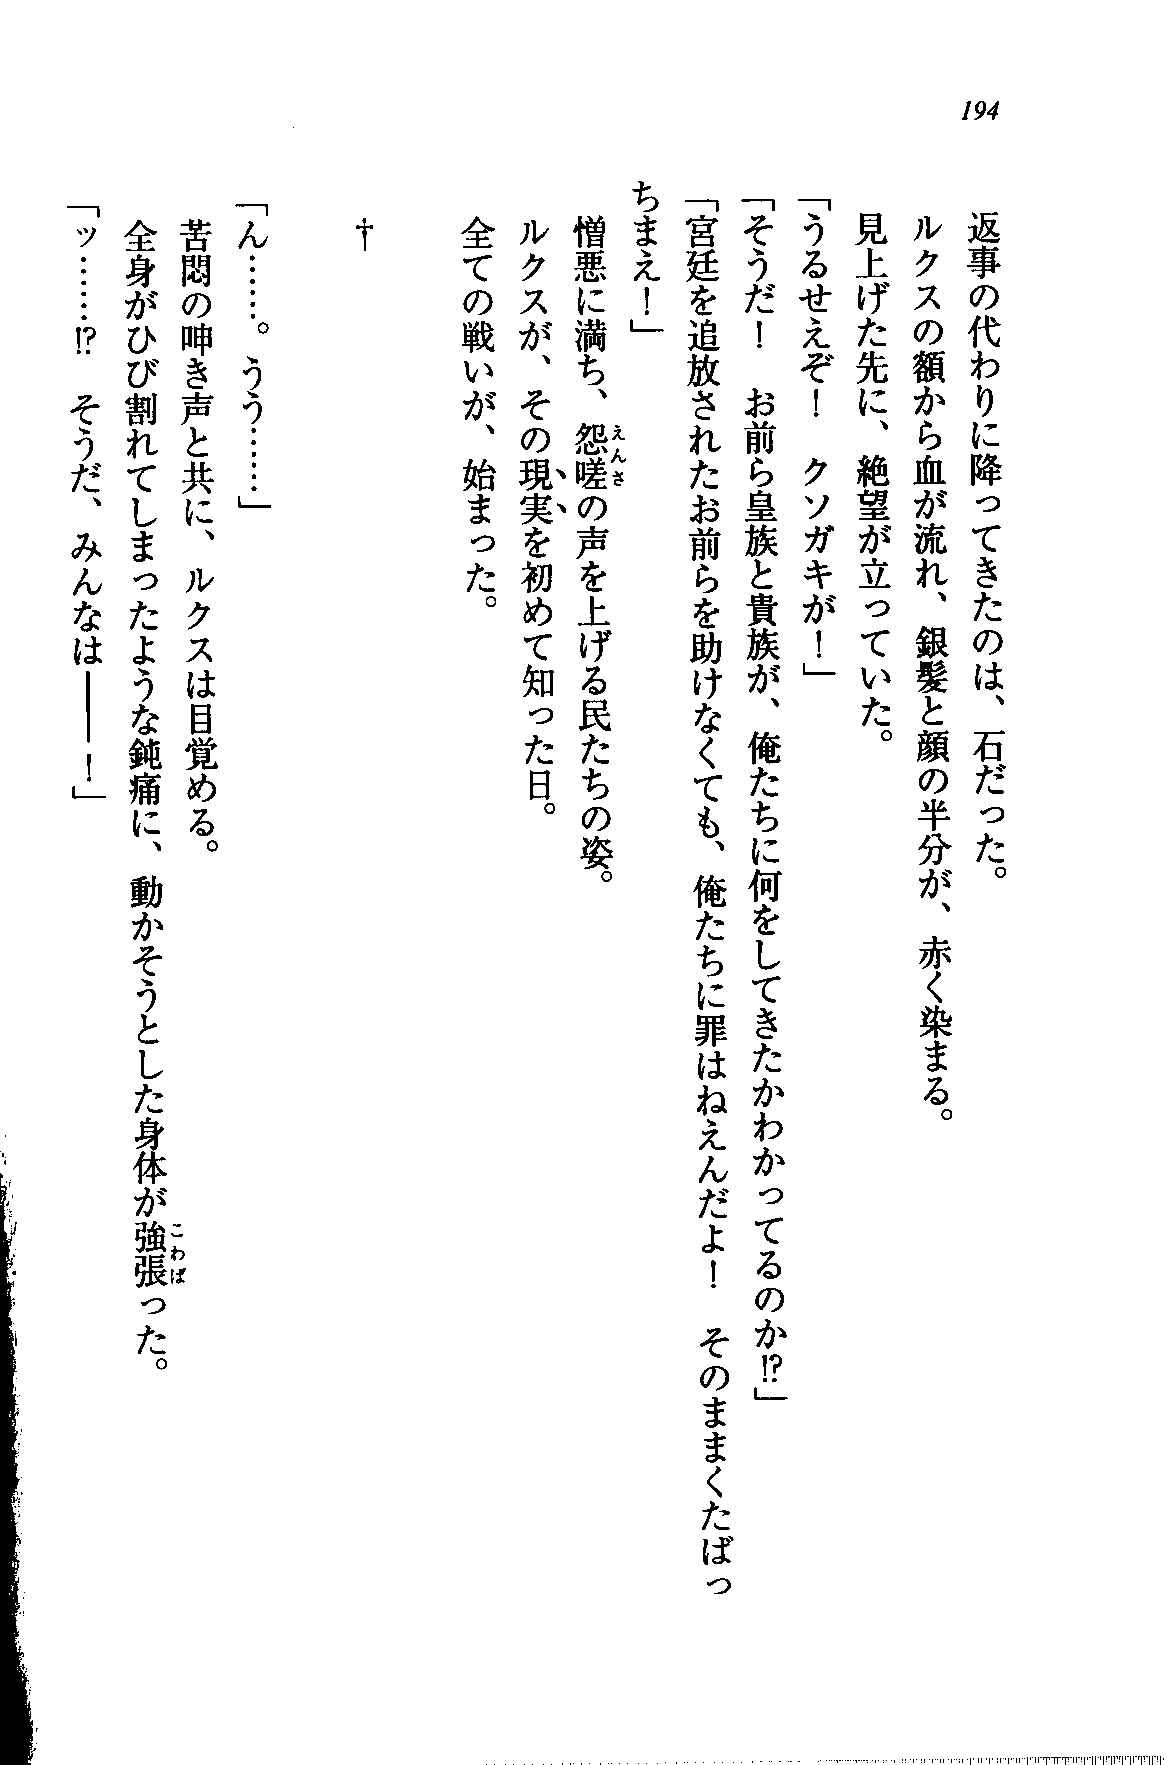 194
返事の代わりに降ってきたのは、石だった。
ルクスの額から血が流れ、銀髪と顔の半分が、赤く染まる。
見上げた先に、絶望が立っていた。
「うるせえぞ！　クソガキが！」
「そうだ！　お前ら皇族と貴族が、俺たちに何をしてきたかわかってるのか!?」
「宮廷を追放されたお前らを助けなくても、俺たちに罪はねえんだよ！　そのままくたばっ
ちまえ！」
憎悪に満ち、怨嗟の声を上げる民たちの姿。
ルクスが、その現実を初めて知った日。
全ての戦いが、始まった。
†
「ん……。うう……」
苦悶の呻き声と共に、ルクスは目覚める。
全身がひび割れてしまったような鈍痛に、動かそうとした身体が強張った。
「ッ……!?　そうだ、みんなは――！」